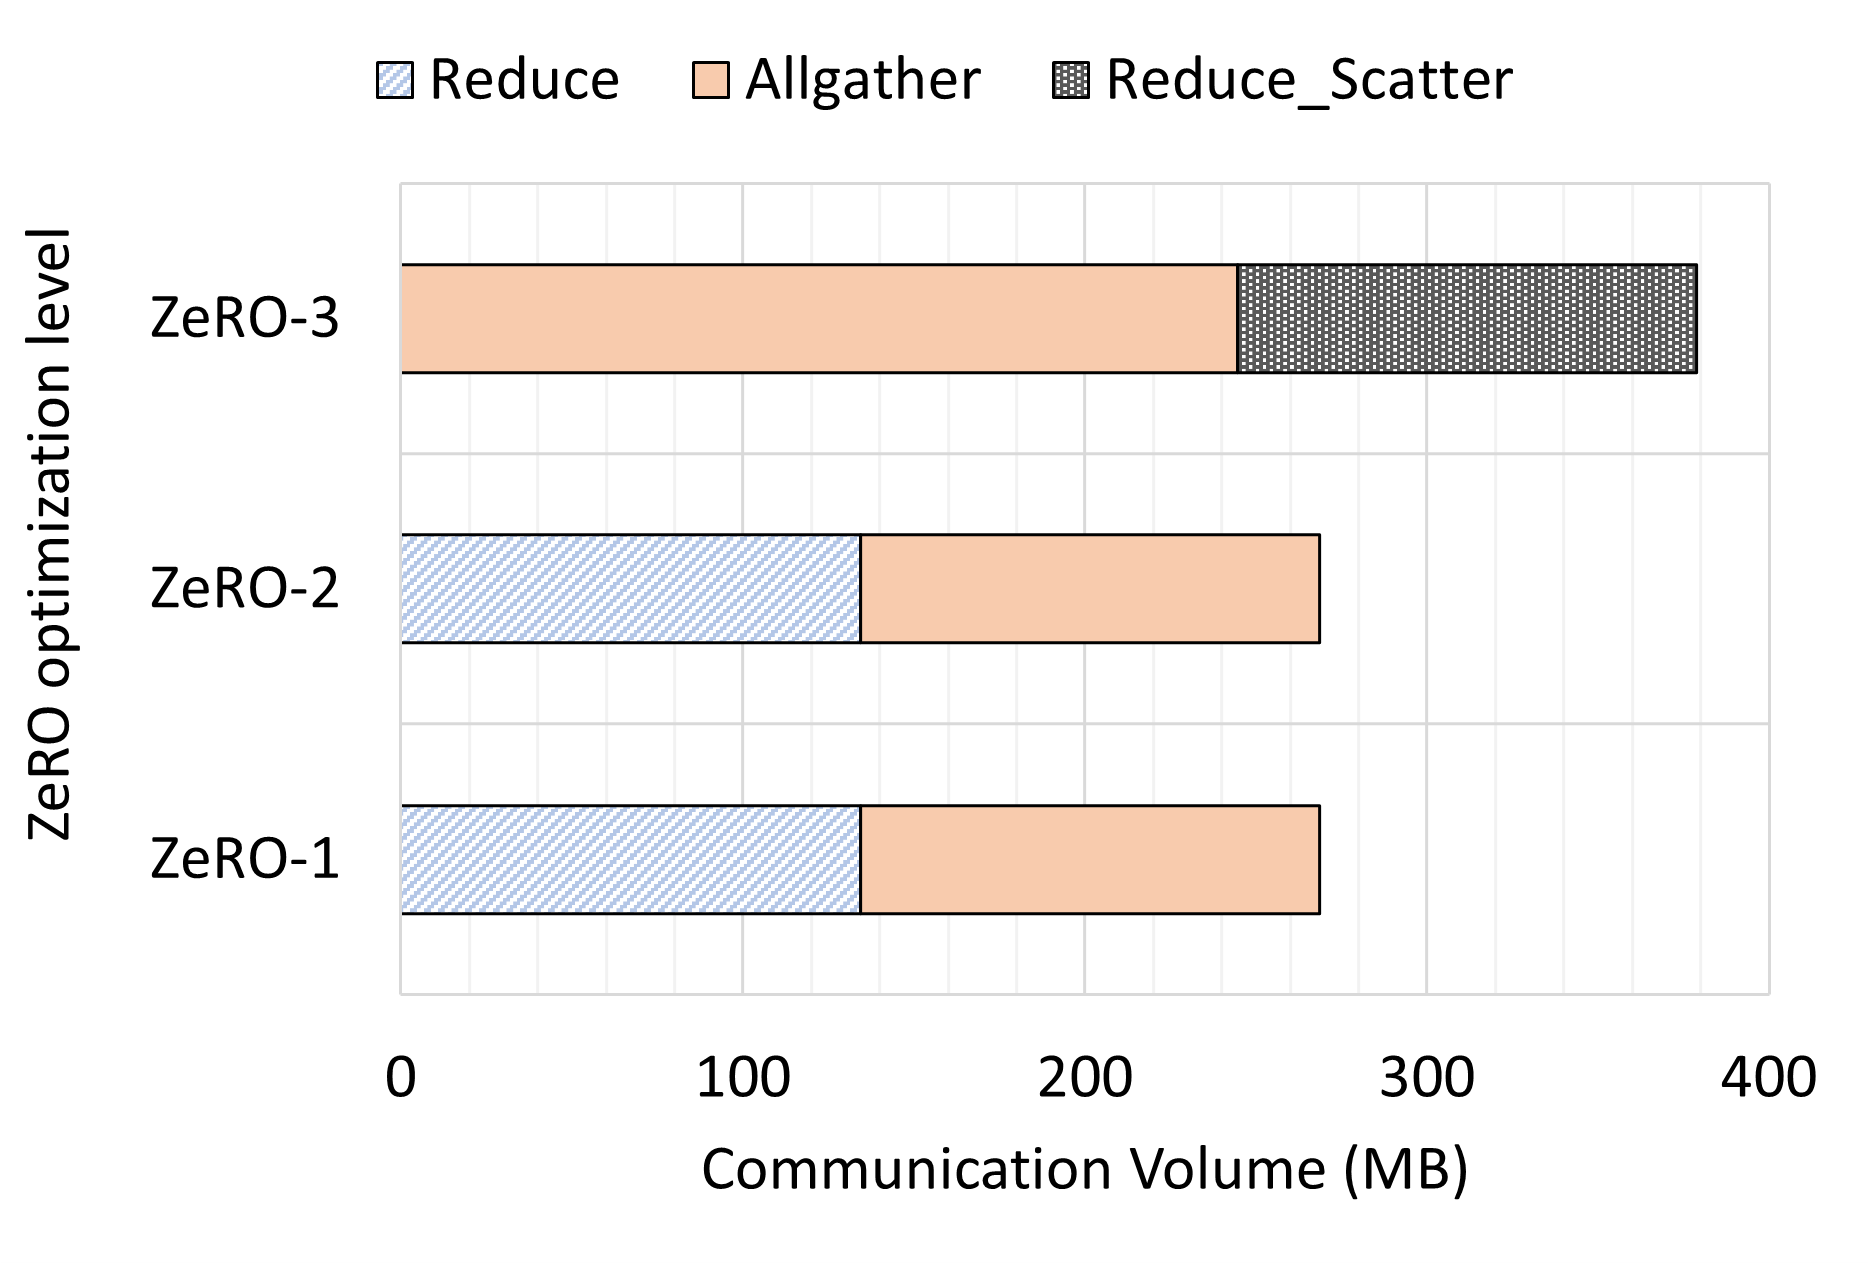 Reduce Allgather Reduce_Scatter
ZeRO optimization level
ZeRO-3
ZeRO-2
ZeRO-1
0 100 200 300 400
Communication Volume (MB)